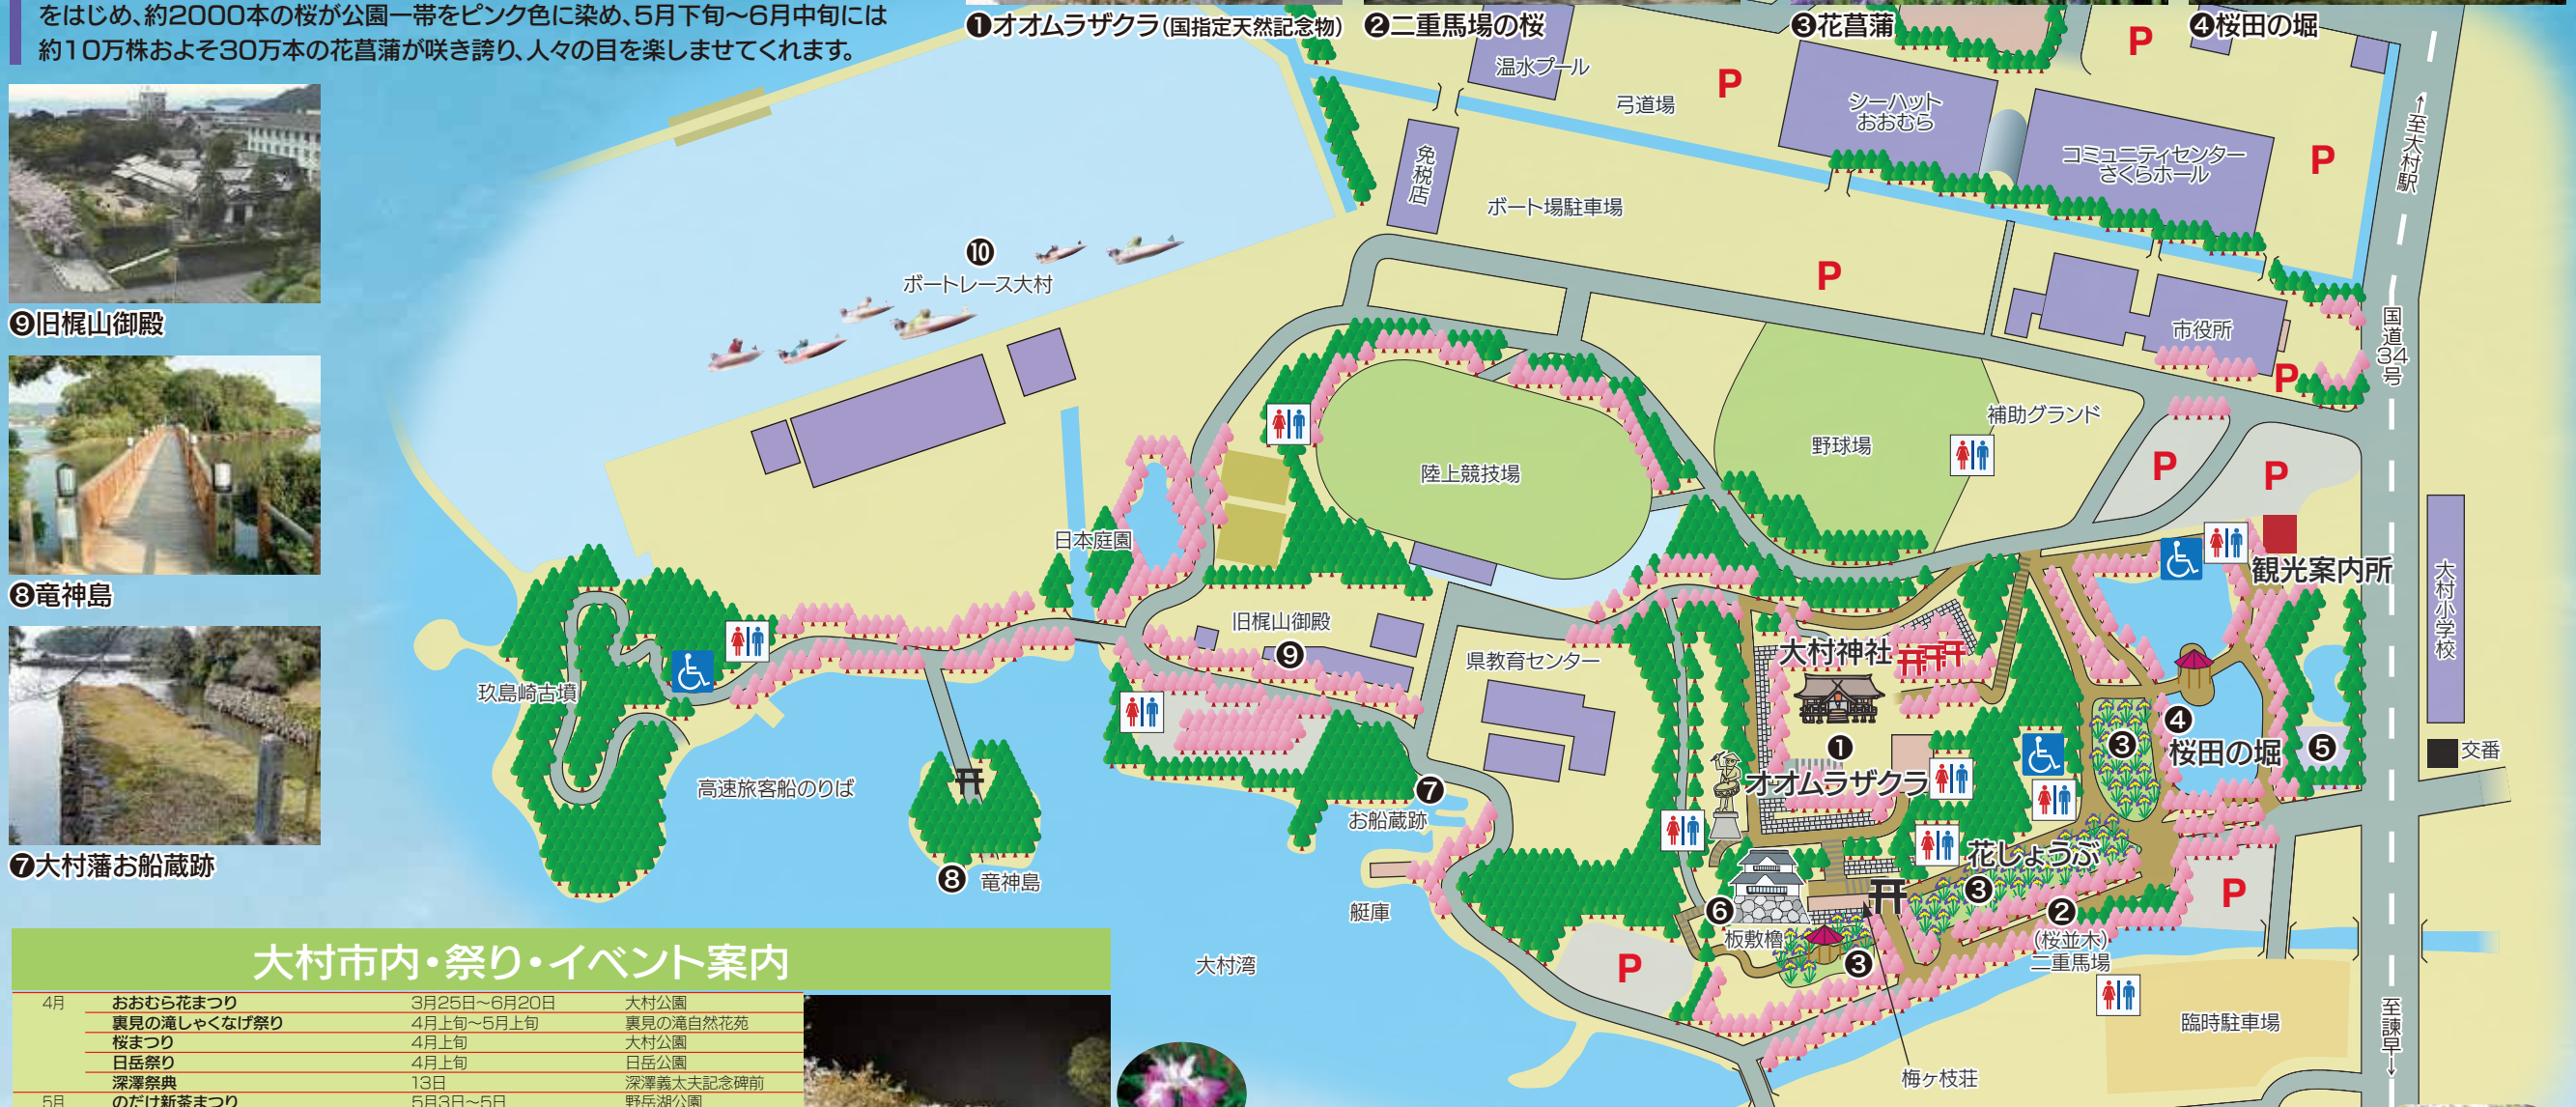 をはじめ、約2000本の桜が公園一帯をピンク色に染め、5月下旬〜6月中旬には
約10万株およそ30万本の花菖蒲が咲き誇り、人々の目を楽しませてくれます。
❶オオムラザクラ(国指定天然記念物)
❷二重馬場の桜
❸花菖蒲
❹桜田の堀
❾旧梶山御殿
❽竜神島
❼大村藩お船蔵跡
温水プール
弓道場
P
P
シーハット
おおむら
コミュニティセンター
さくらホール
P
←至大村駅
免税店
ボート場駐車場
❿
ボートレース大村
P
市役所
P
国道34号
補助グランド
野球場
陸上競技場
P
P
日本庭園
観光案内所
大村小学校
旧梶山御殿
❾
県教育センター
大村神社
❶
オオムラザクラ
❸
❹
桜田の堀
❺
交番
玖島崎古墳
高速旅客船のりば
❼
お船蔵跡
❽
竜神島
艇庫
花しょうぶ
❸
❻
板敷櫓
❸
❷
(桜並木)
二重馬場
P
P
大村湾
梅ヶ枝荘
臨時駐車場
至諫早→
大村市内・祭り・イベント案内
4月 おおむら花まつり 3月25日〜6月20日 大村公園
裏見の滝しゃくなげ祭り 4月上旬〜5月上旬 裏見の滝自然花苑
桜まつり 4月上旬 大村公園
日岳祭り 4月上旬 日岳公園
深澤祭典 13日 深澤義太夫記念碑前
5月 のだけ新茶まつり 5月3日〜5日 野岳湖公園